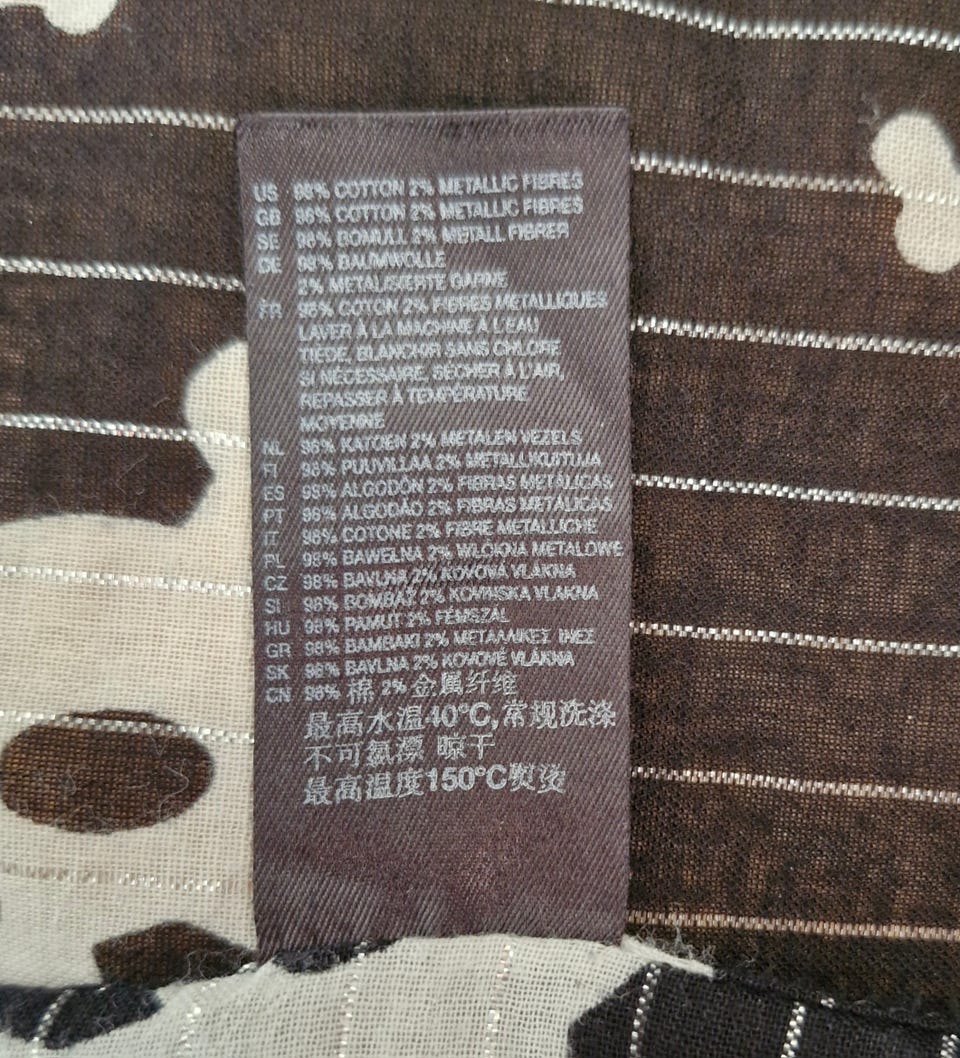 US 98% COTTON 2% METALLIC FIBRES
GB 98% COTTON 2% METALLIC FIBRES
SE 98% BOMULL 2% METALL FIBRER
DE 98% BAUMWOLLE
2% METALISIERTE GARNE
FR 98% COTON 2% FIBRES METALLIQUES
LAVER À LA MACHINE À L'EAU
TIEDE, BLANCHIR SANS CHLORE
SI NÉCESSAIRE, SÉCHER À L'AIR,
REPASSER À TEMPÉRATURE
MOYENNE
NL 98% KATOEN 2% METALEN VEZELS
FI 98% PUUVILLAA 2% METALLIKUITUJA
ES 98% ALGODÓN 2% FIBRAS METÁLICAS
PT 98% ALGODÃO 2% FIBRAS METÁLICAS
IT 98% COTONE 2% FIBRE METALLICHE
PL 98% BAWEŁNA 2% WŁÓKNA METALOWE
CZ 98% BAVLNA 2% KOVOVÁ VLÁKNA
SI 98% BOMBAŽ 2% KOVINSKA VLAKNA
HU 98% PAMUT 2% FÉMSZÁL
GR 98% BAMBAKI 2% ΜΕΤΑΛΛΙΚΕΣ ΙΝΕΣ
SK 98% BAVLNA 2% KOVOVÉ VLÁKNA
CN 98% 棉 2% 金属纤维
最高水温40°C,常规洗涤
不可氯漂 晾干
最高温度150°C熨烫